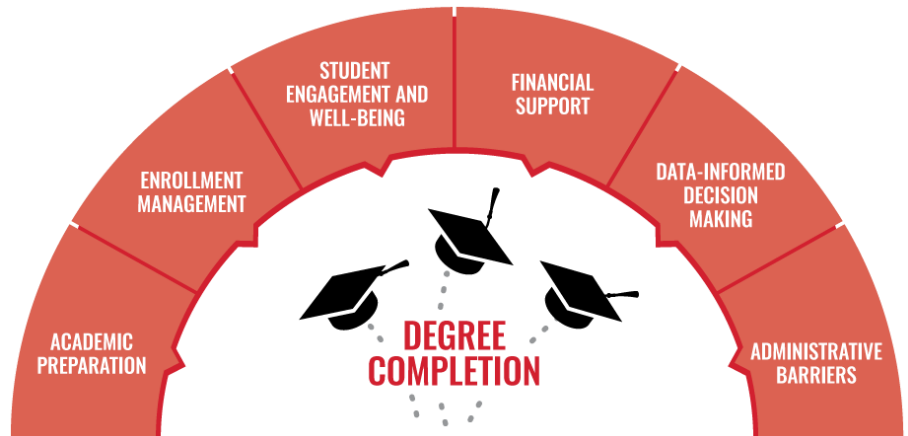 ACADEMIC
PREPARATION
ENROLLMENT
MANAGEMENT
STUDENT
ENGAGEMENT AND
WELL-BEING
FINANCIAL
SUPPORT
DATA-INFORMED
DECISION
MAKING
ADMINISTRATIVE
BARRIERS
DEGREE
COMPLETION